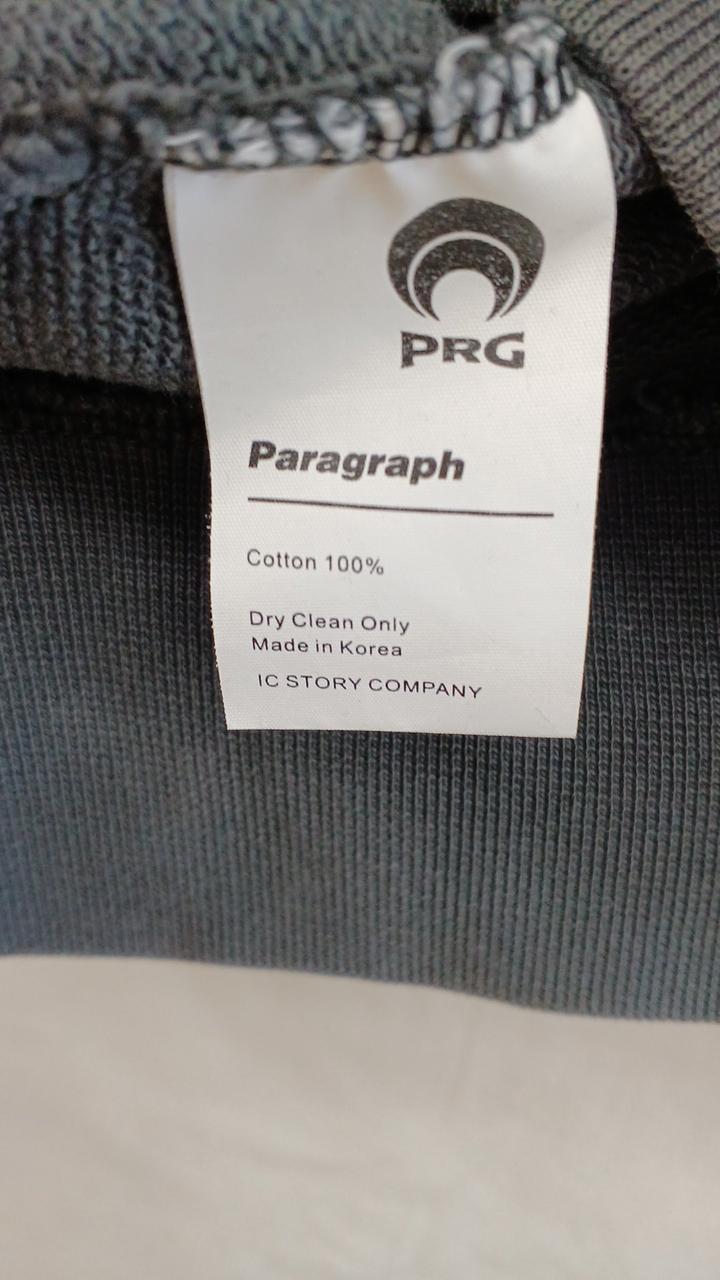 PRG
Paragraph
Cotton 100%
Dry Clean Only
Made in Korea
IC STORY COMPANY